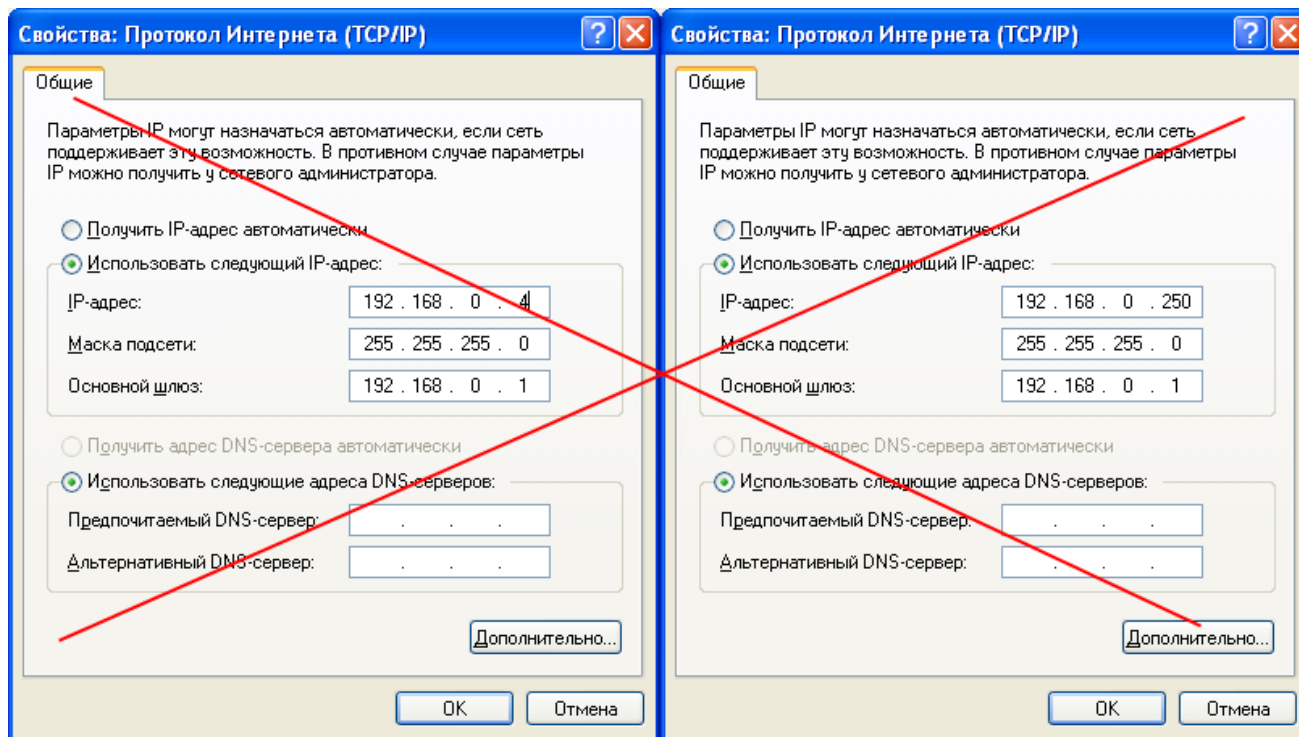 Свойства: Протокол Интернета (TCP/IP)
Общие
Параметры IP могут назначаться автоматически, если сеть
поддерживает эту возможность. В противном случае параметры
IP можно получить у сетевого администратора.
Получить IP-адрес автоматически
Использовать следующий IP-адрес:
IP-адрес: 192 . 168 . 0 . 4
Маска подсети: 255 . 255 . 255 . 0
Основной шлюз: 192 . 168 . 0 . 1
Получить адрес DNS-сервера автоматически
Использовать следующие адреса DNS-серверов:
Предпочитаемый DNS-сервер: . . .
Альтернативный DNS-сервер: . . .
Дополнительно...
OK Отмена
Свойства: Протокол Интернета (TCP/IP)
Общие
Параметры IP могут назначаться автоматически, если сеть
поддерживает эту возможность. В противном случае параметры
IP можно получить у сетевого администратора.
Получить IP-адрес автоматически
Использовать следующий IP-адрес:
IP-адрес: 192 . 168 . 0 . 250
Маска подсети: 255 . 255 . 255 . 0
Основной шлюз: 192 . 168 . 0 . 1
Получить адрес DNS-сервера автоматически
Использовать следующие адреса DNS-серверов:
Предпочитаемый DNS-сервер: . . .
Альтернативный DNS-сервер: . . .
Дополнительно...
OK Отмена